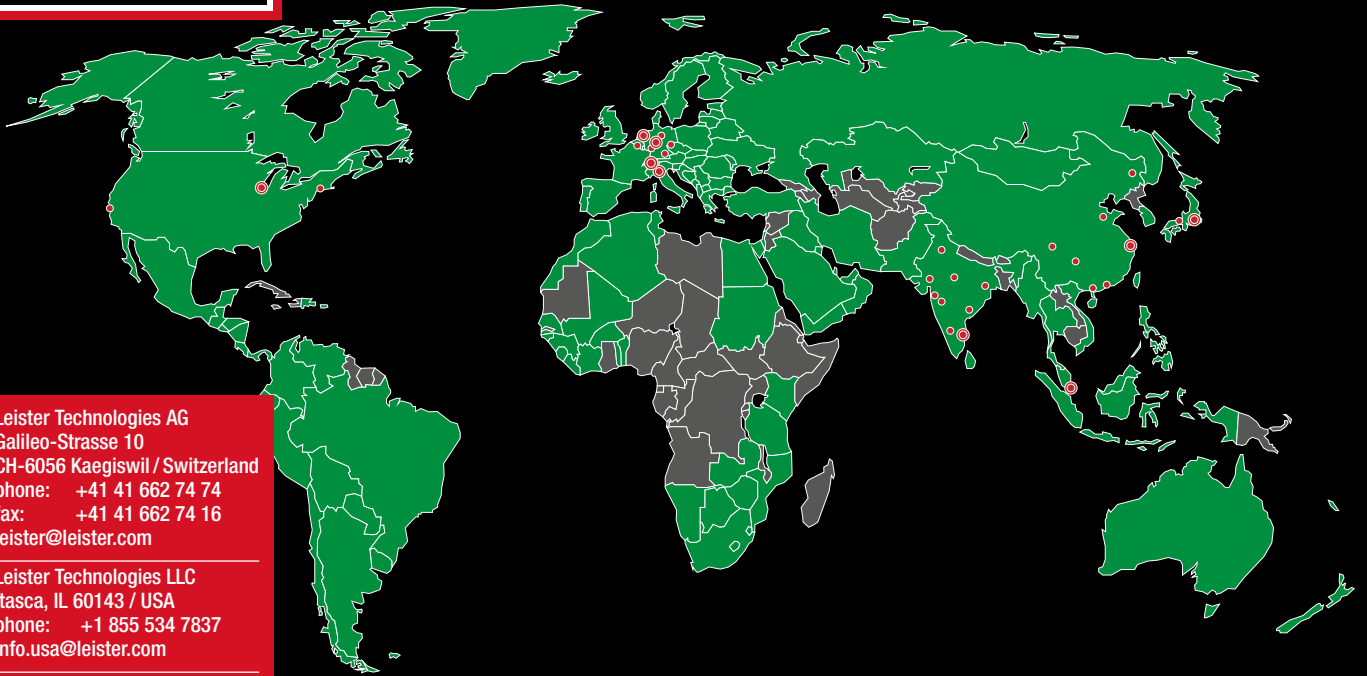 Leister Technologies AG
Galileo-Strasse 10
CH-6056 Kaegiswil / Switzerland
phone: +41 41 662 74 74
fax: +41 41 662 74 16
leister@leister.com
Leister Technologies LLC
Itasca, IL 60143 / USA
phone: +1 855 534 7837
info.usa@leister.com